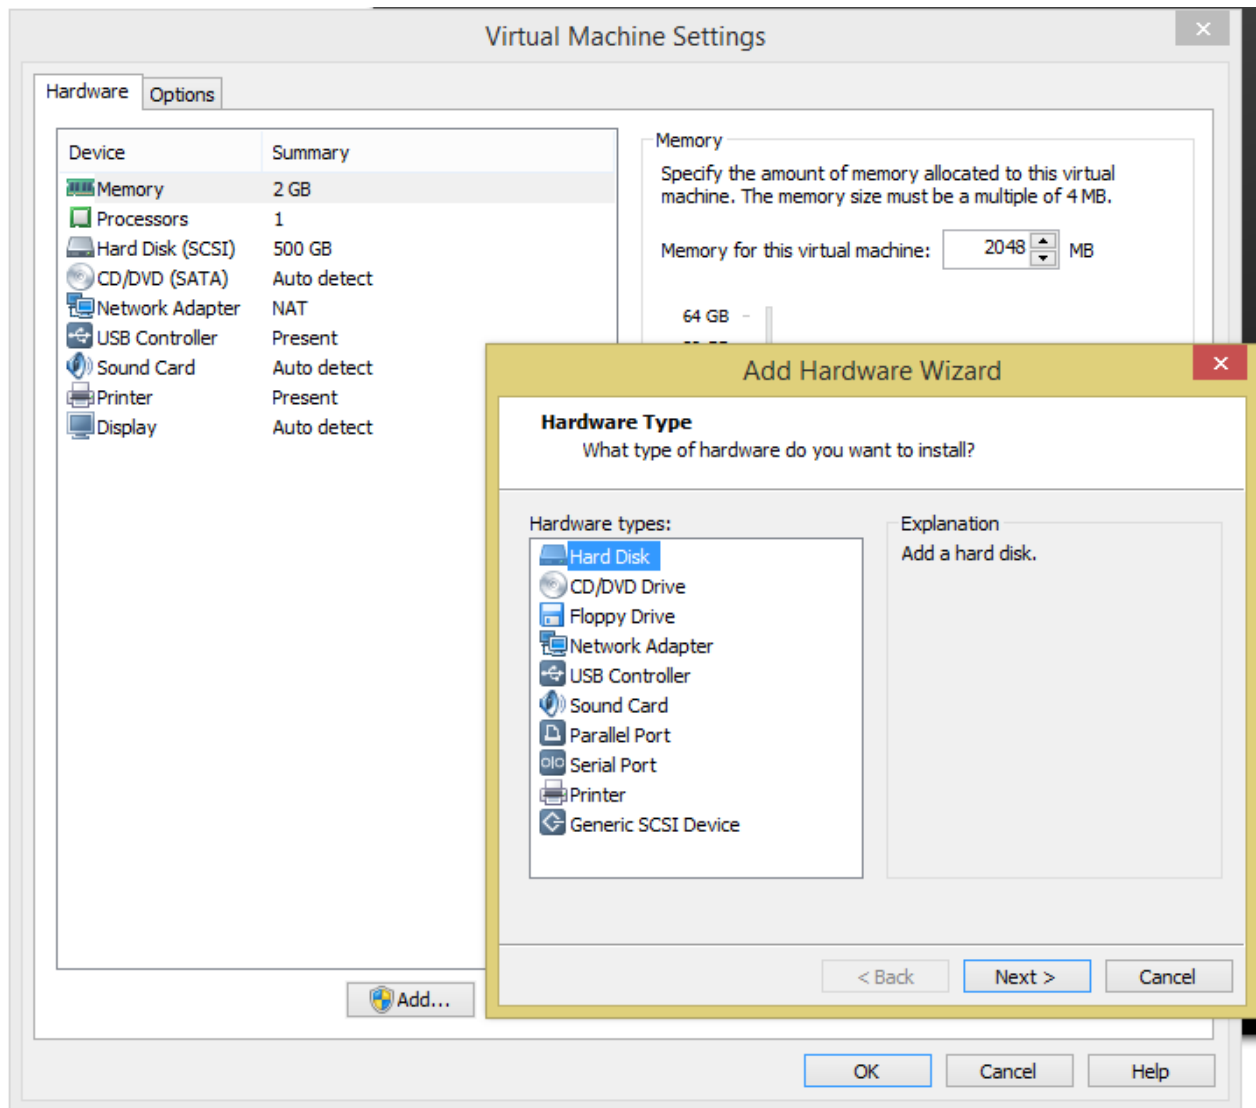 Virtual Machine Settings
Hardware
Options
Device Summary
Memory 2 GB
Processors 1
Hard Disk (SCSI) 500 GB
CD/DVD (SATA) Auto detect
Network Adapter NAT
USB Controller Present
Sound Card Auto detect
Printer Present
Display Auto detect
Add...
Memory
Specify the amount of memory allocated to this virtual
machine. The memory size must be a multiple of 4 MB.
Memory for this virtual machine: 2048 MB
64 GB
Add Hardware Wizard
Hardware Type
What type of hardware do you want to install?
Hardware types:
Hard Disk
CD/DVD Drive
Floppy Drive
Network Adapter
USB Controller
Sound Card
Parallel Port
Serial Port
Printer
Generic SCSI Device
Explanation
Add a hard disk.
< Back Next > Cancel
OK Cancel Help